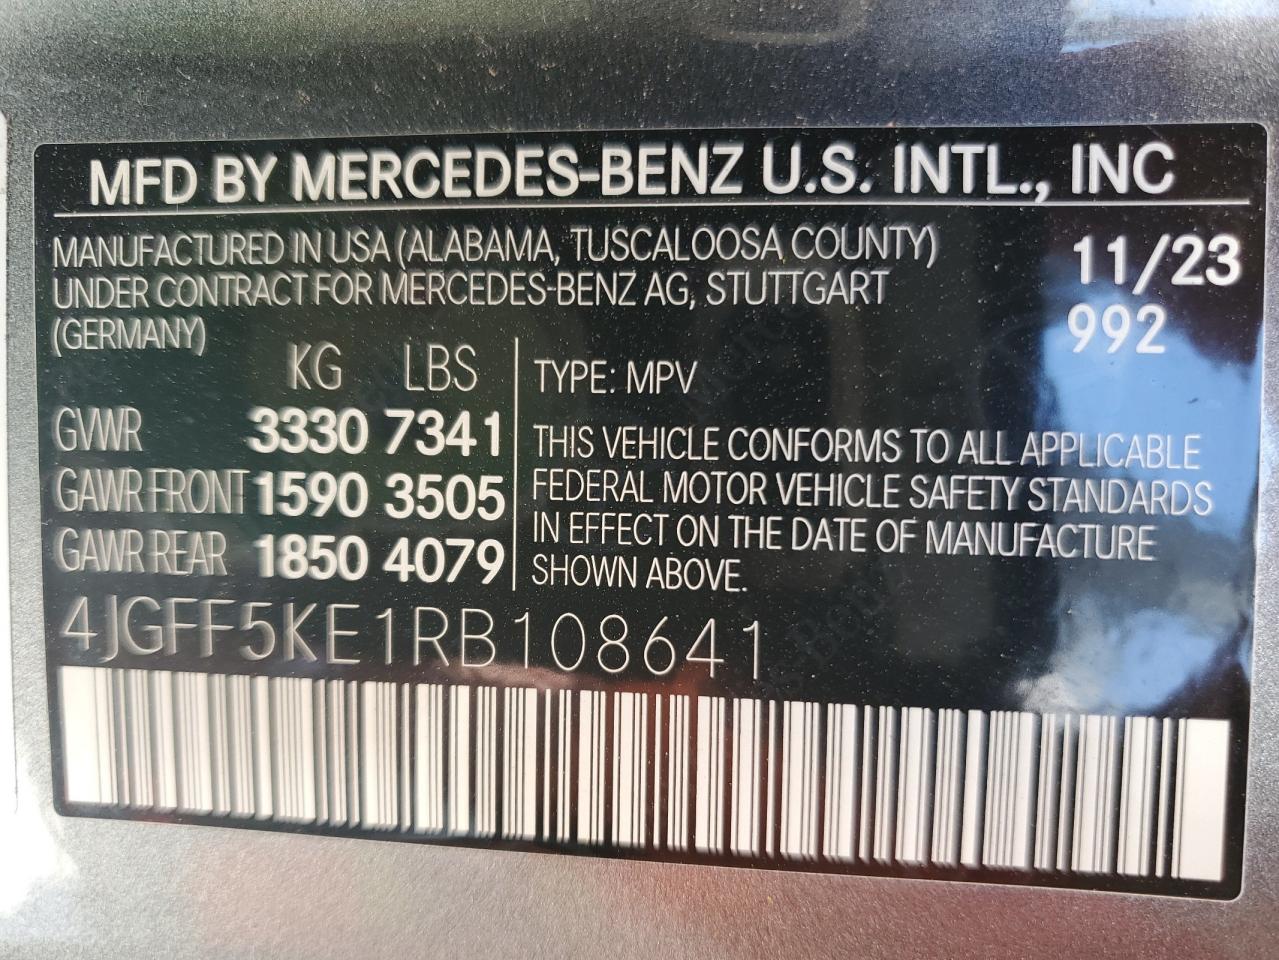 MFD BY MERCEDES-BENZ U.S. INTL., INC
MANUFACTURED IN USA (ALABAMA, TUSCALOOSA COUNTY) 11/23
UNDER CONTRACT FOR MERCEDES-BENZ AG, STUTTGART
(GERMANY) 992
KG LBS
GVWR 3330 7341
GAWR FRONT 1590 3505
GAWR REAR 1850 4079
TYPE: MPV
THIS VEHICLE CONFORMS TO ALL APPLICABLE
FEDERAL MOTOR VEHICLE SAFETY STANDARDS
IN EFFECT ON THE DATE OF MANUFACTURE
SHOWN ABOVE.
4JGFF5KE1RB108641